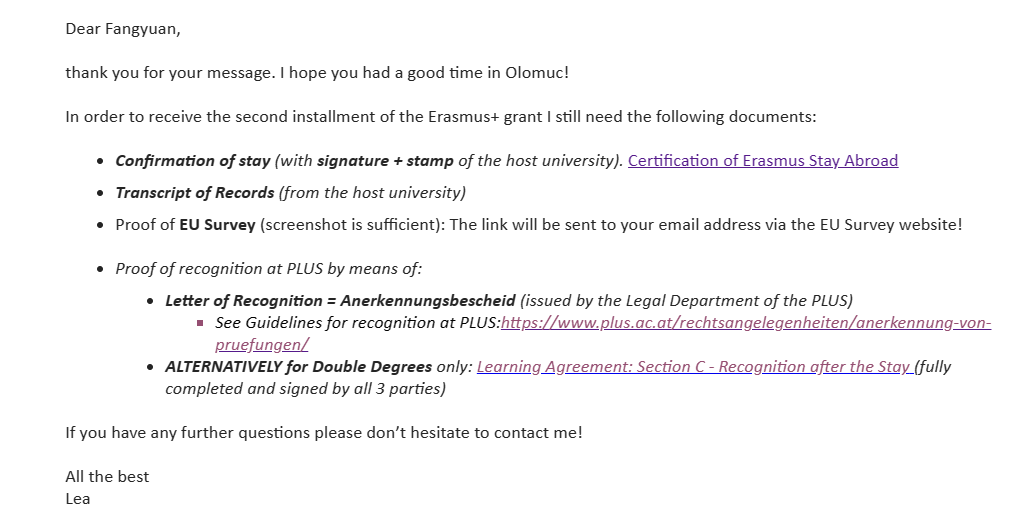 Dear Fangyuan,
thank you for your message. I hope you had a good time in Olomuc!
In order to receive the second installment of the Erasmus+ grant I still need the following documents:
• Confirmation of stay (with signature + stamp of the host university). Certification of Erasmus Stay Abroad
• Transcript of Records (from the host university)
• Proof of EU Survey (screenshot is sufficient): The link will be sent to your email address via the EU Survey website!
• Proof of recognition at PLUS by means of:
• Letter of Recognition = Anerkennungsbescheid (issued by the Legal Department of the PLUS)
▪ See Guidelines for recognition at PLUS:https://www.plus.ac.at/rechtsangelegenheiten/anerkennung-von-
pruefungen/
• ALTERNATIVELY for Double Degrees only: Learning Agreement: Section C - Recognition after the Stay (fully
completed and signed by all 3 parties)
If you have any further questions please don’t hesitate to contact me!
All the best
Lea